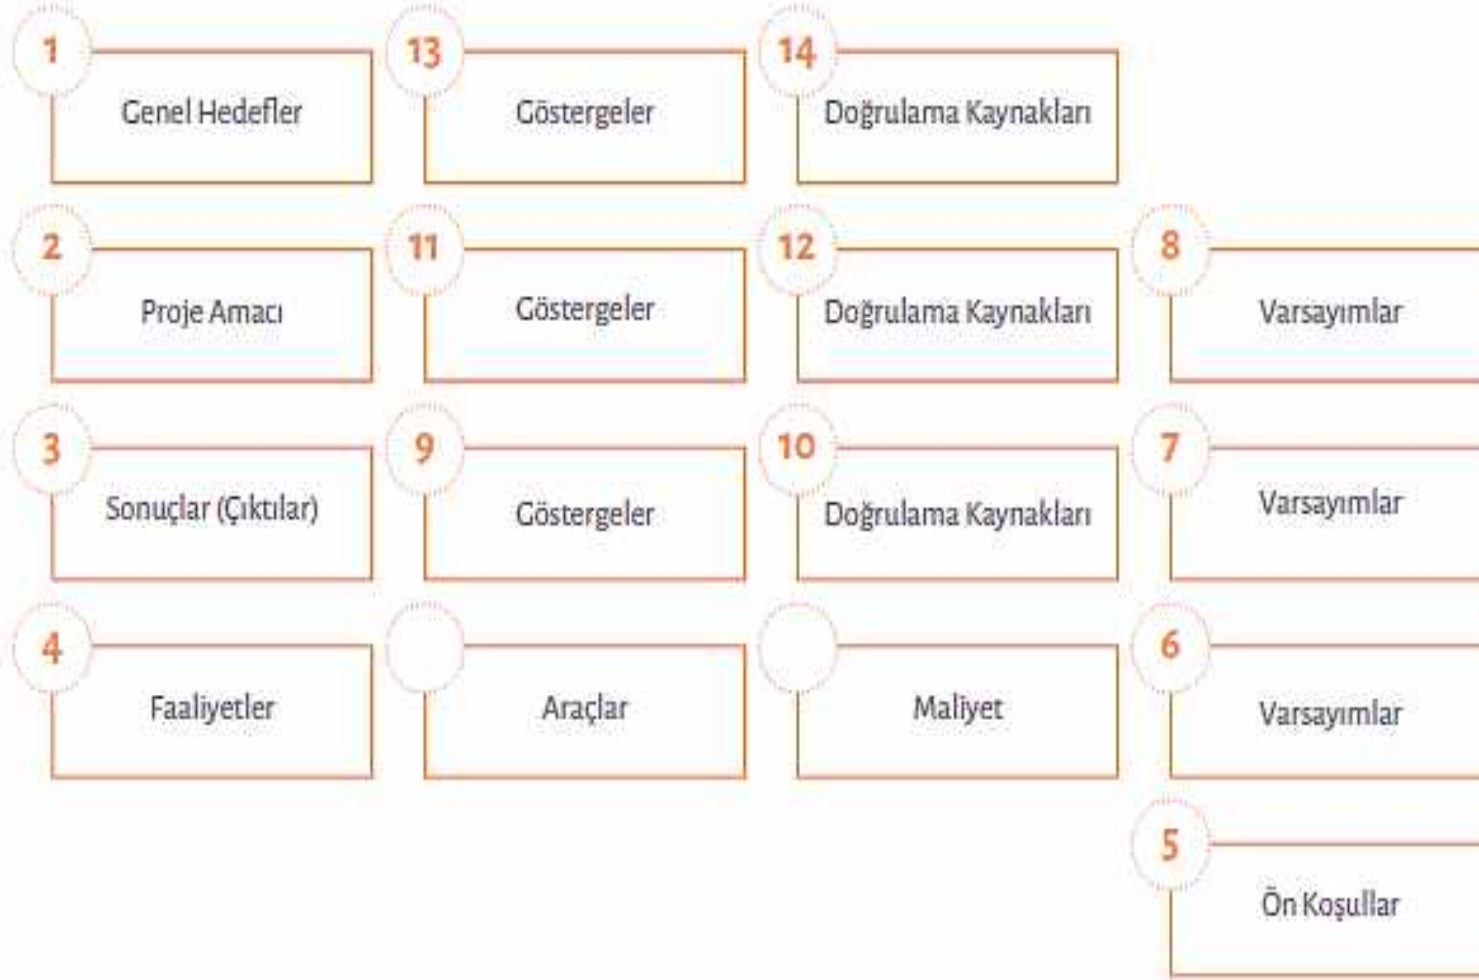 1
Genel Hedefler
13
Göstergeler
14
Doğrulama Kaynakları
2
Proje Amacı
11
Göstergeler
12
Doğrulama Kaynakları
8
Varsayımlar
3
Sonuçlar (Çıktılar)
9
Göstergeler
10
Doğrulama Kaynakları
7
Varsayımlar
4
Faaliyetler
Araçlar
Maliyet
6
Varsayımlar
5
Ön Koşullar